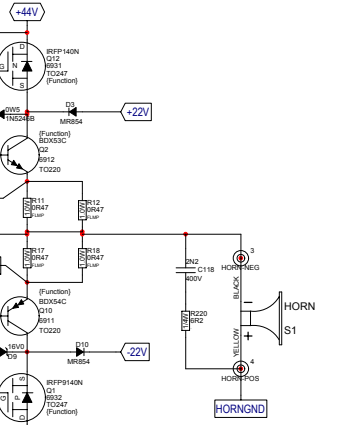 +44V
D
G
N
S
IRFP140N
Q12
6931
TO247
{Function}
0W5
1N5246B
D3
MR854
+22V
{Function}
BDX53C
Q2
6912
TO220
R11
0R47
R12
0R47
R17
0R47
R18
0R47
2N2
C118
400V
R220
6R2
1/4W
3
HORN-NEG
BLACK
−
HORN
S1
+
YELLOW
4
HORN-POS
HORNGND
{Function}
BDX54C
Q10
6911
TO220
16V0
D9
D10
MR854
-22V
S
G
P
D
IRFP9140N
Q1
6932
TO247
{Function}